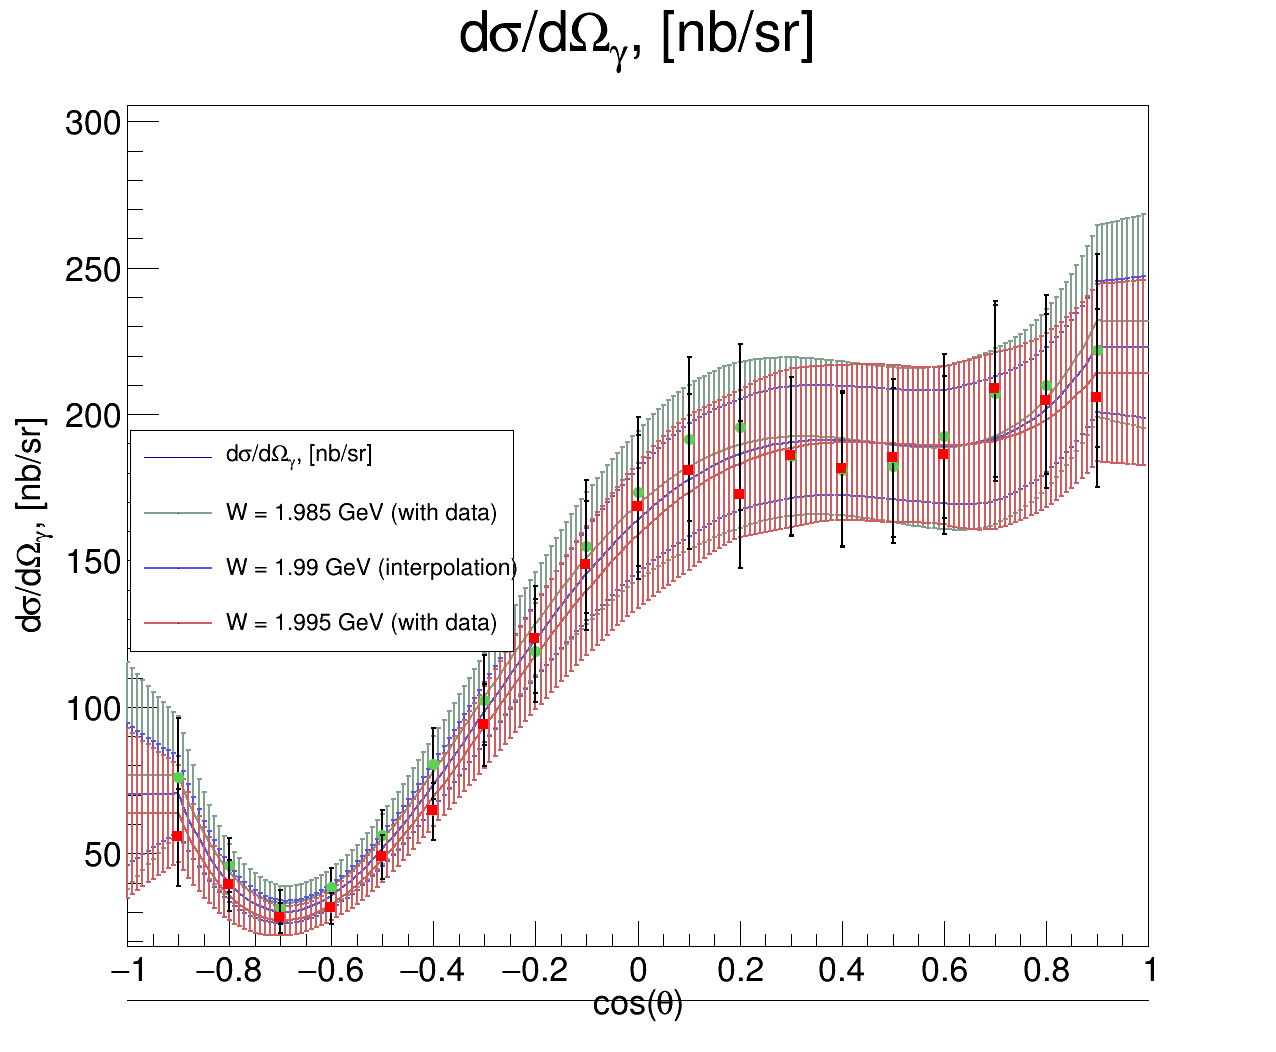 dσ/dΩγ, [nb/sr]
300
250
200
150
100
50
dσ/dΩγ, [nb/sr]
dσ/dΩγ, [nb/sr]
W = 1.985 GeV (with data)
W = 1.99 GeV (interpolation)
W = 1.995 GeV (with data)
−1 −0.8 −0.6 −0.4 −0.2 0 0.2 0.4 0.6 0.8 1
cos(θ)